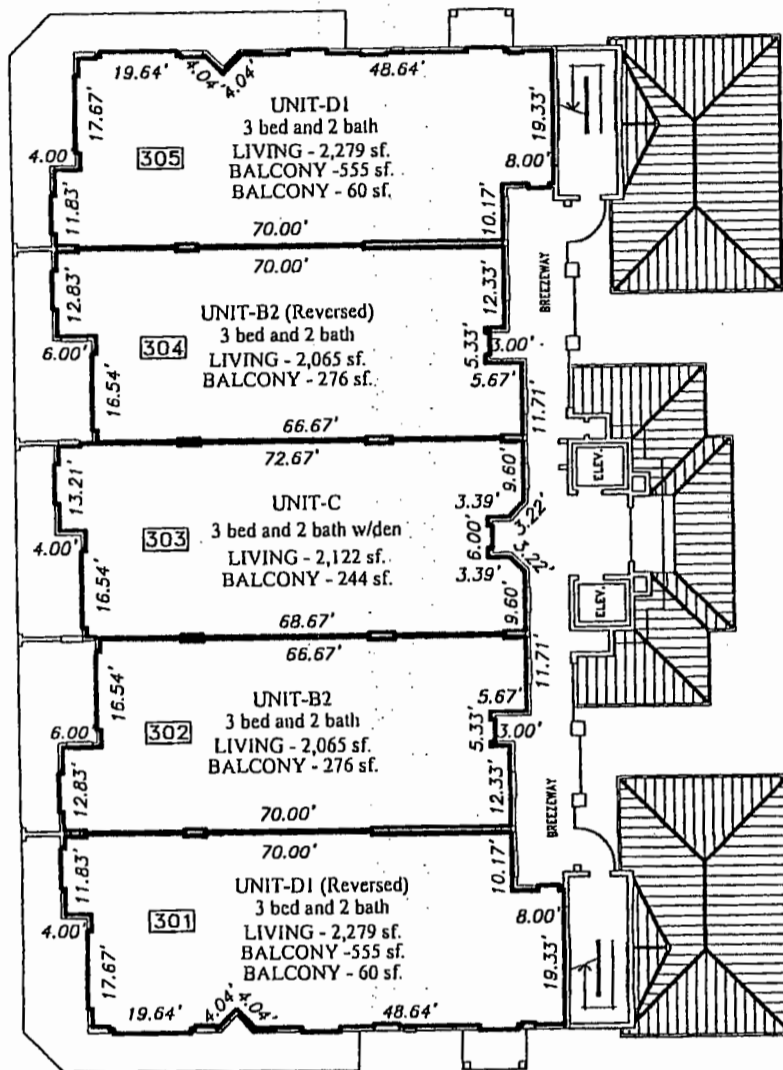 19.64'
4.04'
4.04'
48.64'
17.67'
UNIT-D1
3 bed and 2 bath
LIVING - 2,279 sf.
BALCONY -555 sf.
BALCONY - 60 sf.
305
19.33'
4.00'
8.00'
11.83'
10.17'
70.00'
70.00'
12.83'
12.33'
BREEZEWAY
UNIT-B2 (Reversed)
3 bed and 2 bath
LIVING - 2,065 sf.
BALCONY - 276 sf.
304
6.00'
5.33'
3.00'
5.67'
16.54'
11.71'
66.67'
72.67'
13.21'
9.60'
ELEV.
UNIT-C
3 bed and 2 bath w/den
LIVING - 2,122 sf.
BALCONY - 244 sf.
303
3.39'
3.22'
4.00'
6.00'
3.39'
16.54'
9.60'
ELEV.
68.67'
66.67'
16.54'
11.71'
UNIT-B2
3 bed and 2 bath
LIVING - 2,065 sf.
BALCONY - 276 sf.
302
5.67'
6.00
5.33'
3.00'
12.83'
12.33'
BREEZEWAY
70.00'
70.00'
11.83'
10.17'
UNIT-D1 (Reversed)
3 bed and 2 bath
LIVING - 2,279 sf.
BALCONY -555 sf.
BALCONY - 60 sf.
301
4.00'
8.00'
17.67'
19.33'
19.64'
4.04'
4.04'
48.64'